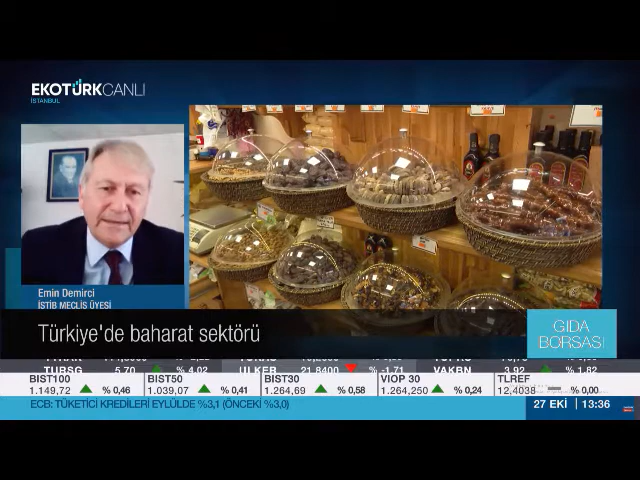 EKOTÜRK CANLI
İSTANBUL
Emin Demirci
İSTİB MECLİS ÜYESİ
Türkiye'de baharat sektörü
GIDA
BORSASI
TURSG 5,70 % 4,02 ULKER 21,8400 % -1,71 VAKBN 3,92 % 1,82
BIST100 BIST50 BIST30 VIOP 30 TLREF
1.149,72 % 0,46 1.039,07 % 0,41 1.264,69 % 0,58 1.264,250 % 0,24 12,4038 % 0,00
ECB: TÜKETİCİ KREDİLERİ EYLÜLDE %3,1 (ÖNCEKİ %3,0)
27 EKİ | 13:36